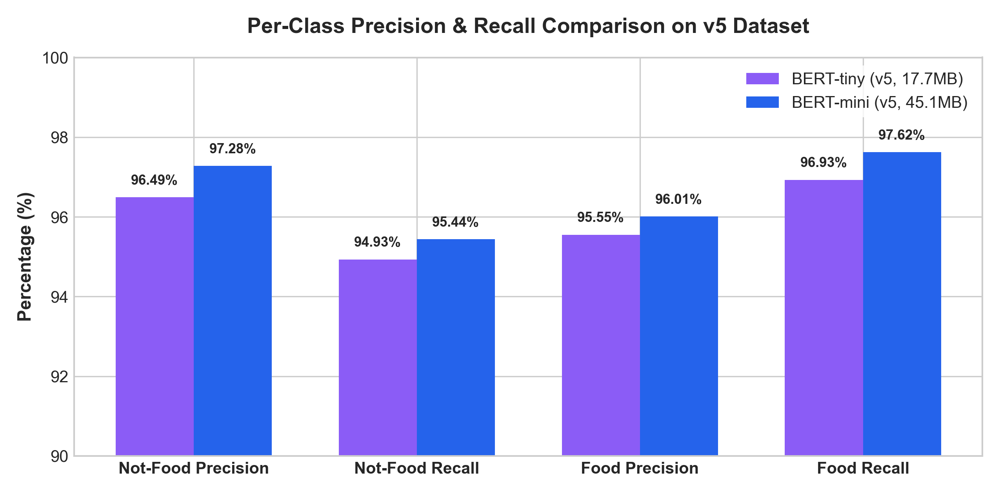 Per-Class Precision & Recall Comparison on v5 Dataset
100
98
96
94
92
90
Percentage (%)
BERT-tiny (v5, 17.7MB)
BERT-mini (v5, 45.1MB)
96.49%
97.28%
94.93%
95.44%
95.55%
96.01%
96.93%
97.62%
Not-Food Precision
Not-Food Recall
Food Precision
Food Recall